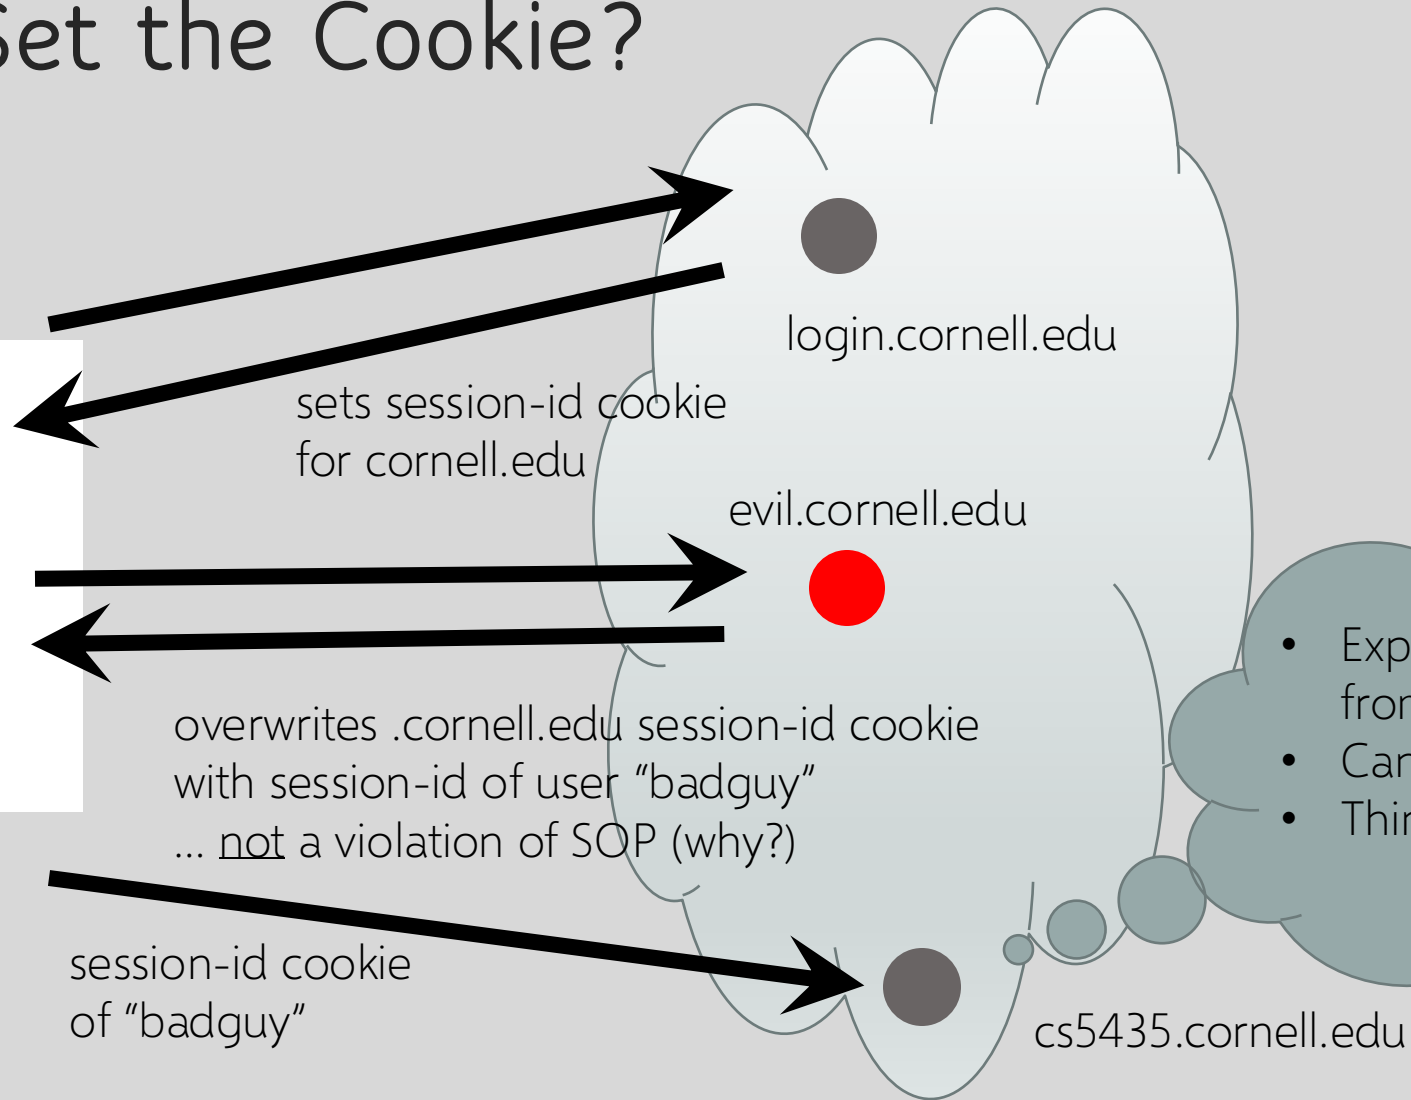 Set the Cookie?
login.cornell.edu
sets session-id cookie
for cornell.edu
evil.cornell.edu
overwrites .cornell.edu session-id cookie
with session-id of user “badguy”
... not a violation of SOP (why?)
session-id cookie
of “badguy”
cs5435.cornell.edu
•
•
•